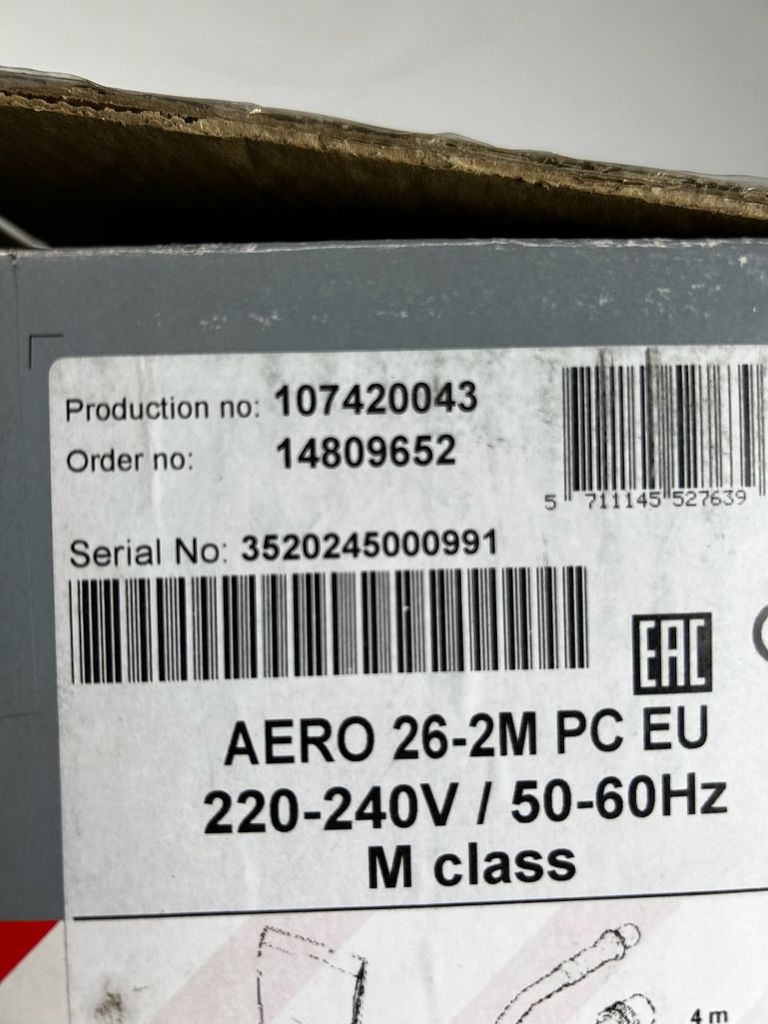 Production no: 107420043
Order no: 14809652
5 711145 527639
Serial No: 3520245000991
EAC
AERO 26-2M PC EU
220-240V / 50-60Hz
M class
4 m